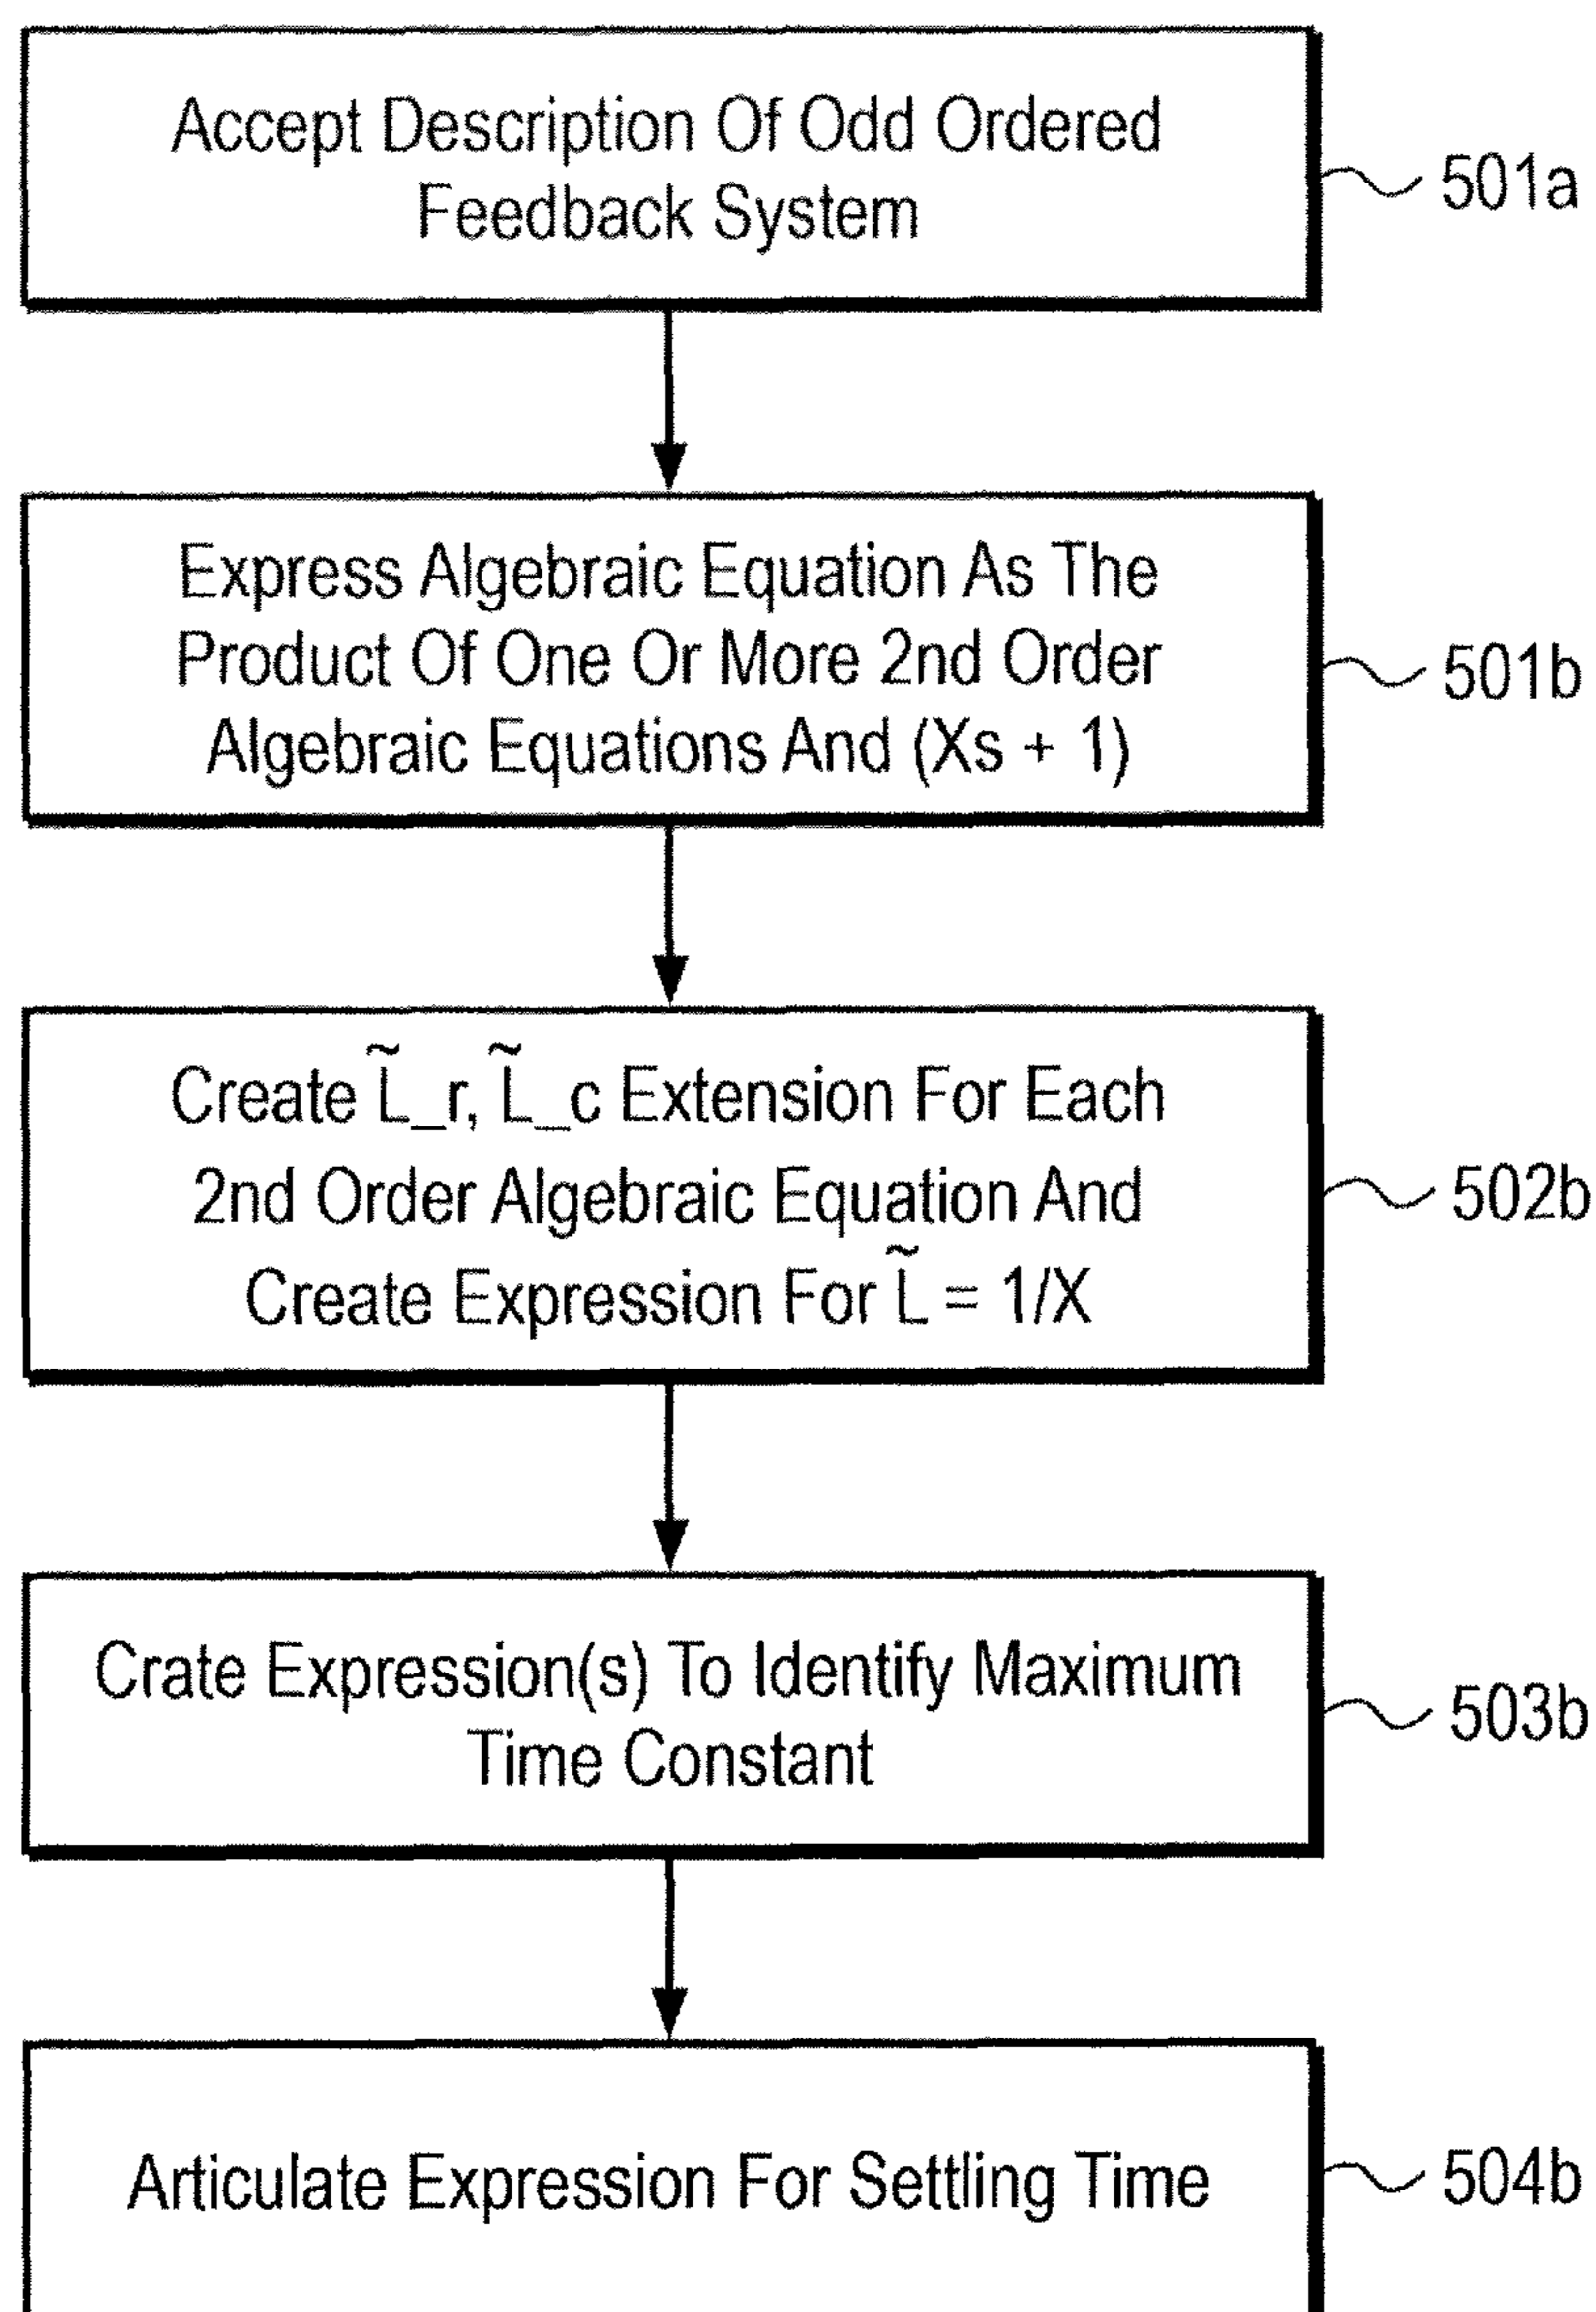 Accept Description Of Odd Ordered
Feedback System
501a
Express Algebraic Equation As The
Product Of One Or More 2nd Order
Algebraic Equations And (Xs + 1)
501b
Create L̃_r, L̃_c Extension For Each
2nd Order Algebraic Equation And
Create Expression For L̃ = 1/X
502b
Crate Expression(s) To Identify Maximum
Time Constant
503b
Articulate Expression For Settling Time
504b